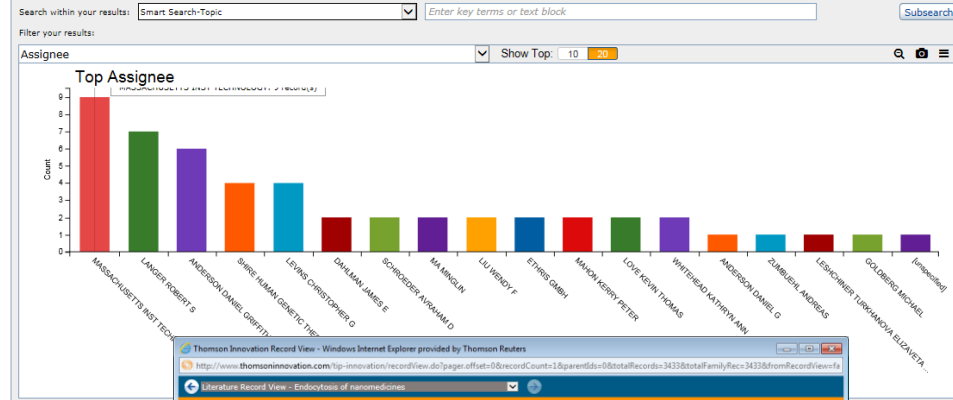 Search within your results: Smart Search-Topic Enter key terms or text block Subsearch
Filter your results:
Assignee Show Top: 10 20
Top Assignee
MASSACHUSETTS INST TECHNOLOGY: 9 record(s)
9
8
7
6
5
4
3
2
1
0
Count
MASSACHUSETTS INST TECH
LANGER ROBERT S
ANDERSON DANIEL GRIFFITH
SHIRE HUMAN GENETIC THE
LEVINS CHRISTOPHER G
DAHLMAN JAMES E
SCHROEDER AVRAHAM D
MA MINGLIN
LIU WENDY F
ETHRIS GMBH
MAHON KERRY PETER
LOVE KEVIN THOMAS
WHITEHEAD KATHRYN ANN
ANDERSON DANIEL G
ZUMBUEHL ANDREAS
LESHCHINER TURKHANOVA ELIZAVETA ...
GOLDBERG MICHAEL
[unspecified]
Thomson Innovation Record View - Windows Internet Explorer provided by Thomson Reuters
http://www.thomsoninnovation.com/tip-innovation/recordView.do?pager.offset=0&recordCount=1&parentIds=0&totalRecords=3433&totalFamilyRec=3433&fromRecordView=fa
Literature Record View - Endocytosis of nanomedicines